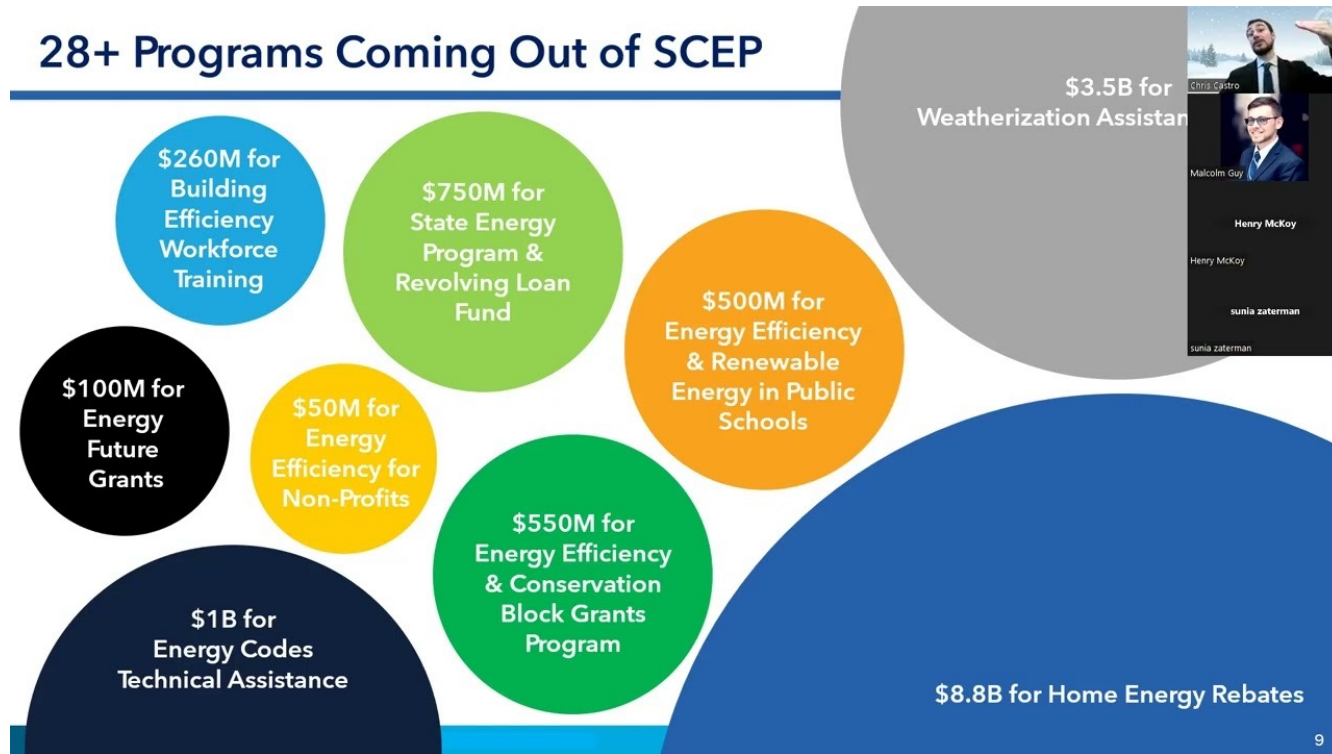 28+ Programs Coming Out of SCEP
$3.5B for
Weatherization Assistan
Chris Castro
Malcolm Guy
Henry McKoy
Henry McKoy
sunia zaterman
sunia zaterman
$260M for
Building
Efficiency
Workforce
Training
$750M for
State Energy
Program &
Revolving Loan
Fund
$500M for
Energy Efficiency
& Renewable
Energy in Public
Schools
$100M for
Energy
Future
Grants
$50M for
Energy
Efficiency for
Non-Profits
$550M for
Energy Efficiency
& Conservation
Block Grants
Program
$1B for
Energy Codes
Technical Assistance
$8.8B for Home Energy Rebates
9